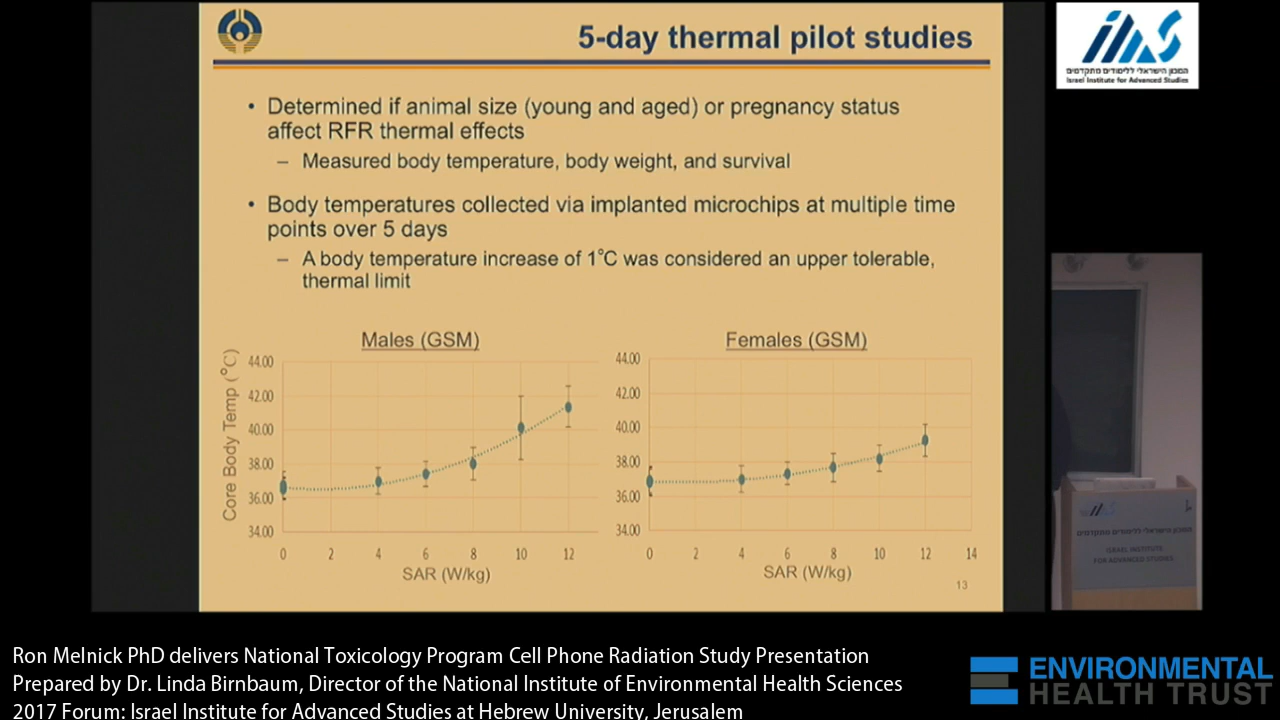 5-day thermal pilot studies
• Determined if animal size (young and aged) or pregnancy status
affect RFR thermal effects
– Measured body temperature, body weight, and survival
• Body temperatures collected via implanted microchips at multiple time
points over 5 days
– A body temperature increase of 1°C was considered an upper tolerable,
thermal limit
Males (GSM)
Core Body Temp (°C)
44.00
42.00
40.00
38.00
36.00
34.00
0 2 4 6 8 10 12
SAR (W/kg)
Females (GSM)
44.00
42.00
40.00
38.00
36.00
34.00
0 2 4 6 8 10 12 14
SAR (W/kg)
13
המכון הישראלי ללימודים מתקדמים
Israel Institute for Advanced Studies
המכון הישראלי ללימודים מתקדמים
ISRAEL INSTITUTE
FOR ADVANCED STUDIES
Ron Melnick PhD delivers National Toxicology Program Cell Phone Radiation Study Presentation
Prepared by Dr. Linda Birnbaum, Director of the National Institute of Environmental Health Sciences
2017 Forum: Israel Institute for Advanced Studies at Hebrew University, Jerusalem
ENVIRONMENTAL
HEALTH TRUST